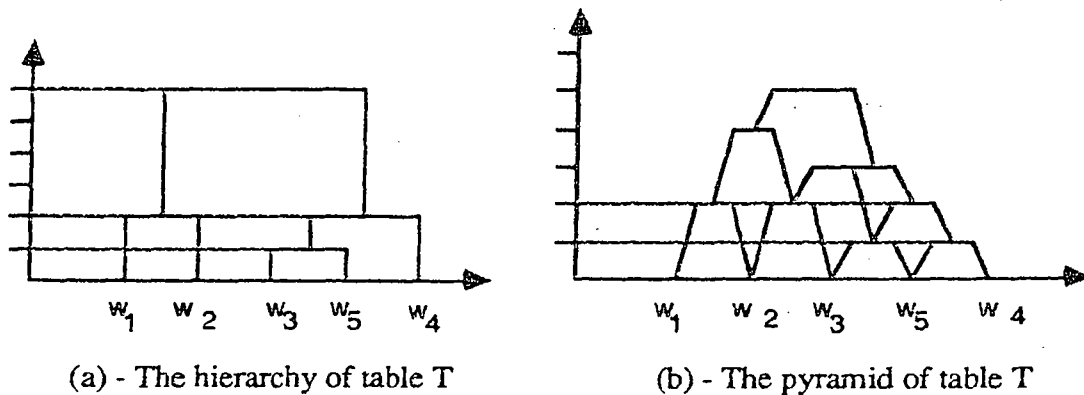 w1 w2 w3 w5 w4
w1 w2 w3 w5 w4
(a) - The hierarchy of table T
(b) - The pyramid of table T